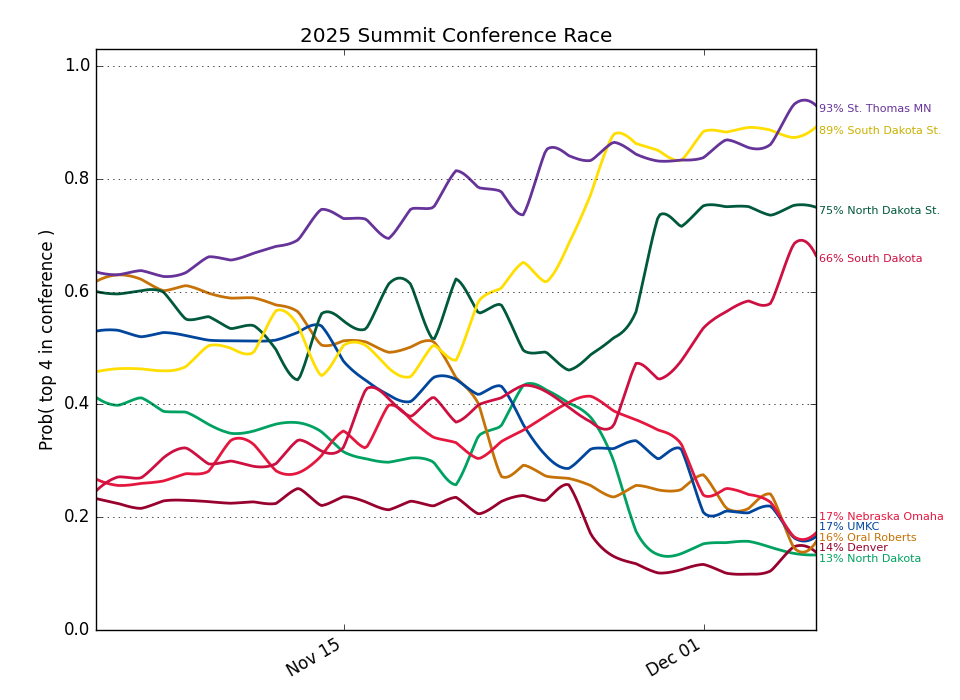 2025 Summit Conference Race
Prob( top 4 in conference )
1.0
0.8
0.6
0.4
0.2
0.0
Nov 15
Dec 01
93% St. Thomas MN
89% South Dakota St.
75% North Dakota St.
66% South Dakota
17% Nebraska Omaha
17% UMKC
16% Oral Roberts
14% Denver
13% North Dakota